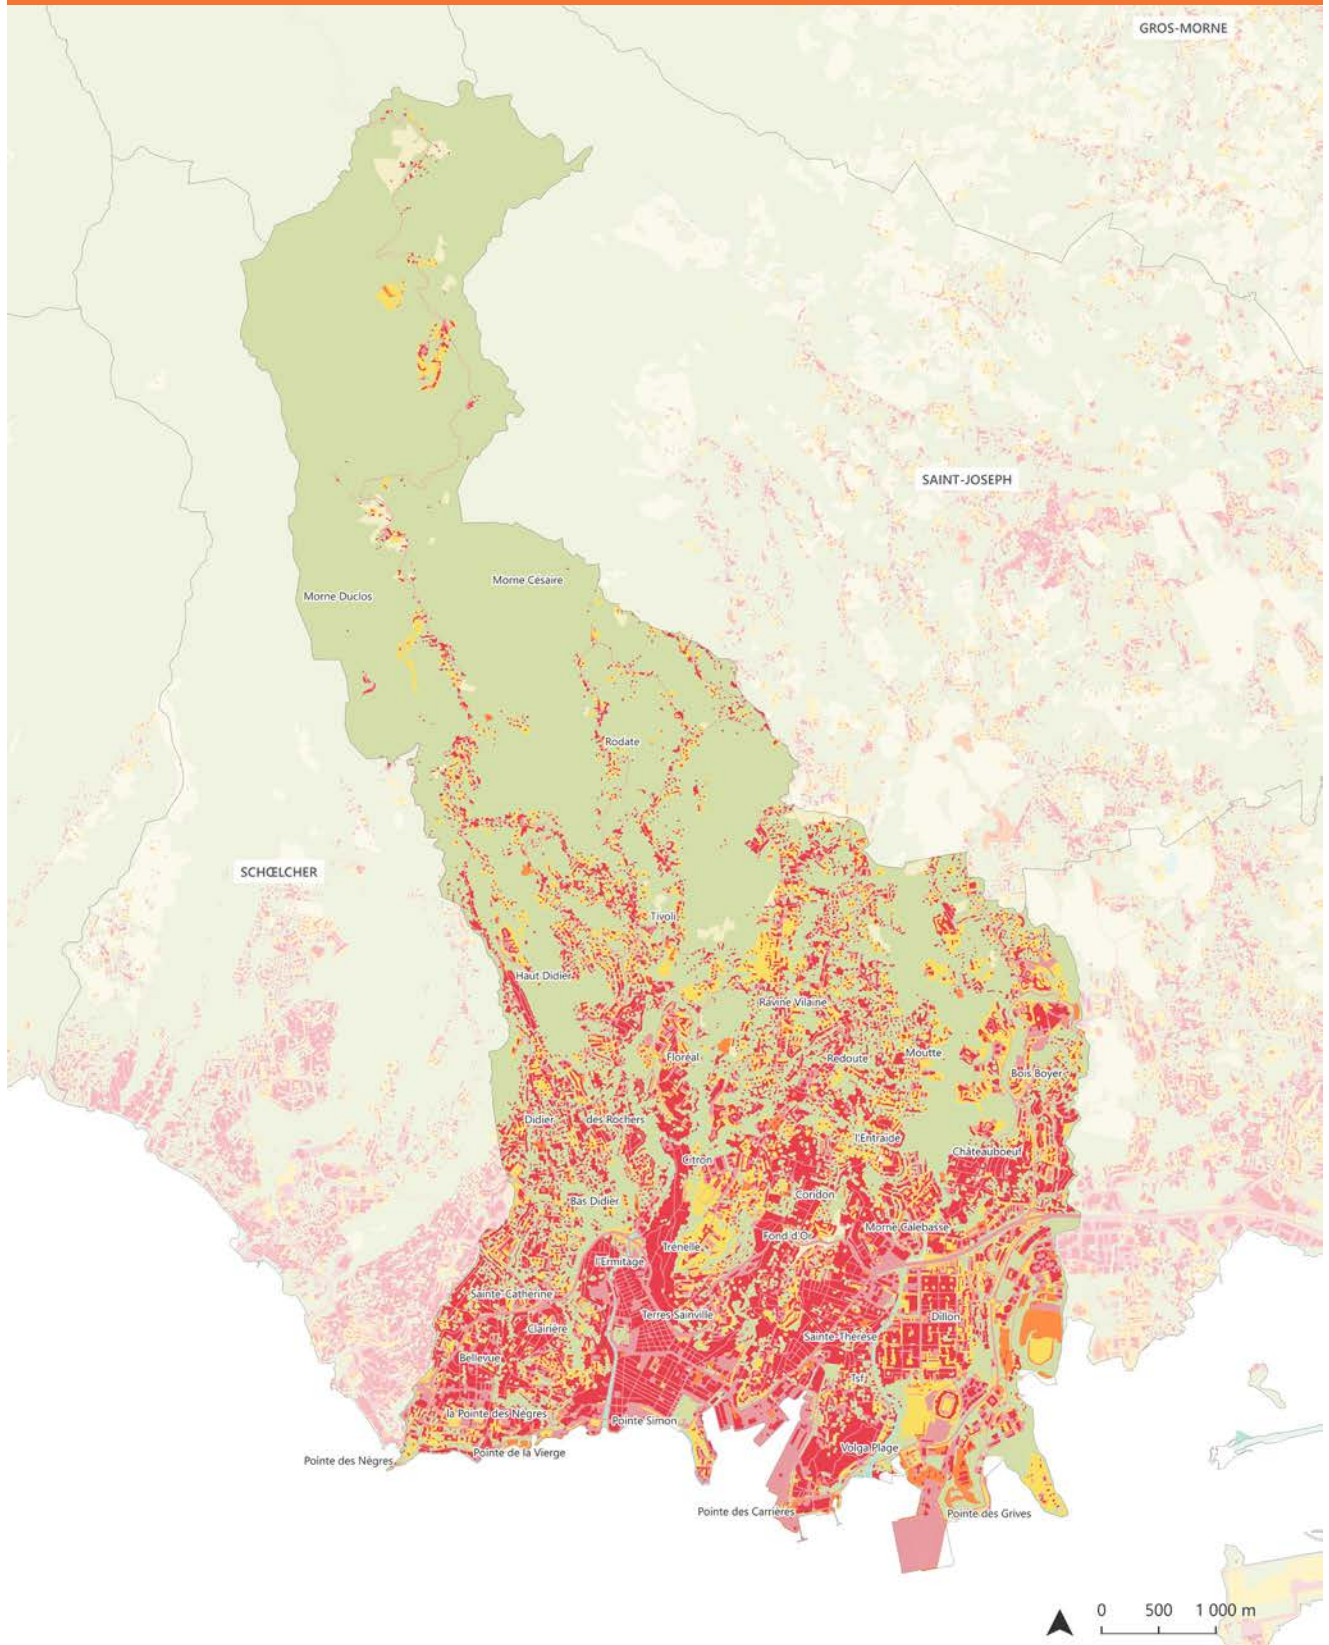 GROS-MORNE
SAINT-JOSEPH
Morne Césaire
Morne Duclos
Rodate
SCHŒLCHER
Tivoli
Haut Didier
Ravine Vilaine
Floréal
Redoute
Moutte
Bois Boyer
Didier
des Rochers
l'Entraide
Châteaubœuf
Citron
Bas Didier
Coridon
Morne Calebasse
Fond d'Or
Trénelle
l'Ermitage
Sainte-Catherine
Terres Sainville
Dillon
Clairière
Sainte-Thérèse
Bellevue
Tsf
la Pointe des Nègres
Pointe Simon
Volga Plage
Pointe de la Vierge
Pointe des Nègres
Pointe des Carrières
Pointe des Grives
0 500 1 000 m